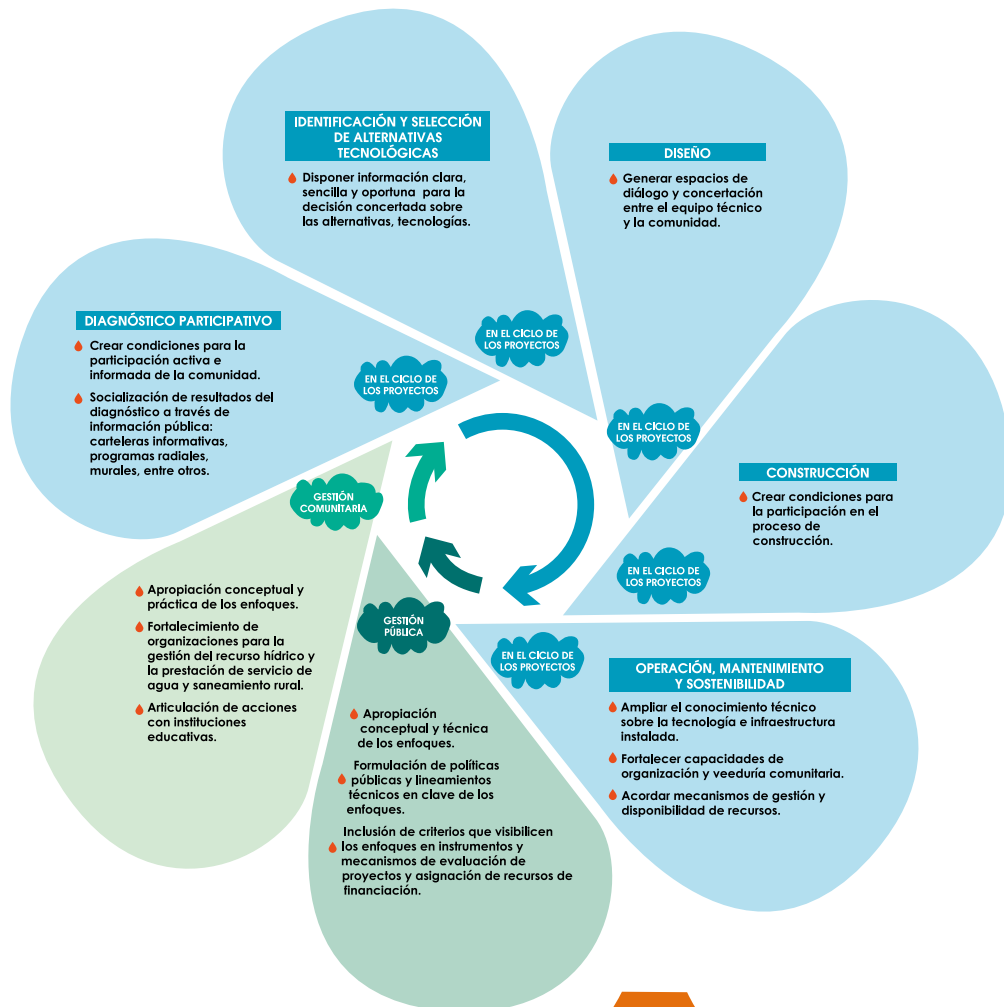 IDENTIFICACIÓN Y SELECCIÓN
DE ALTERNATIVAS
TECNOLÓGICAS
Disponer información clara,
sencilla y oportuna para la
decisión concertada sobre
las alternativas, tecnologías.
EN EL CICLO DE
LOS PROYECTOS
DISEÑO
Generar espacios de
diálogo y concertación
entre el equipo técnico
y la comunidad.
EN EL CICLO DE
LOS PROYECTOS
DIAGNÓSTICO PARTICIPATIVO
Crear condiciones para la
participación activa e
informada de la comunidad.
Socialización de resultados del
diagnóstico a través de
información pública:
carteleras informativas,
programas radiales,
murales, entre otros.
EN EL CICLO DE
LOS PROYECTOS
CONSTRUCCIÓN
Crear condiciones para
la participación en el
proceso de
construcción.
EN EL CICLO DE
LOS PROYECTOS
GESTIÓN
COMUNITARIA
Apropiación conceptual y
práctica de los enfoques.
Fortalecimiento de
organizaciones para la
gestión del recurso hídrico y
la prestación de servicio de
agua y saneamiento rural.
Articulación de acciones
con instituciones
educativas.
GESTIÓN
PÚBLICA
Apropiación
conceptual y técnica
de los enfoques.
Formulación de políticas
públicas y lineamientos
técnicos en clave de los
enfoques.
Inclusión de criterios que visibilicen
los enfoques en instrumentos y
mecanismos de evaluación de
proyectos y asignación de recursos de
financiación.
EN EL CICLO DE
LOS PROYECTOS
OPERACIÓN, MANTENIMIENTO
Y SOSTENIBILIDAD
Ampliar el conocimiento técnico
sobre la tecnología e infraestructura
instalada.
Fortalecer capacidades de
organización y veeduría comunitaria.
Acordar mecanismos de gestión y
disponibilidad de recursos.